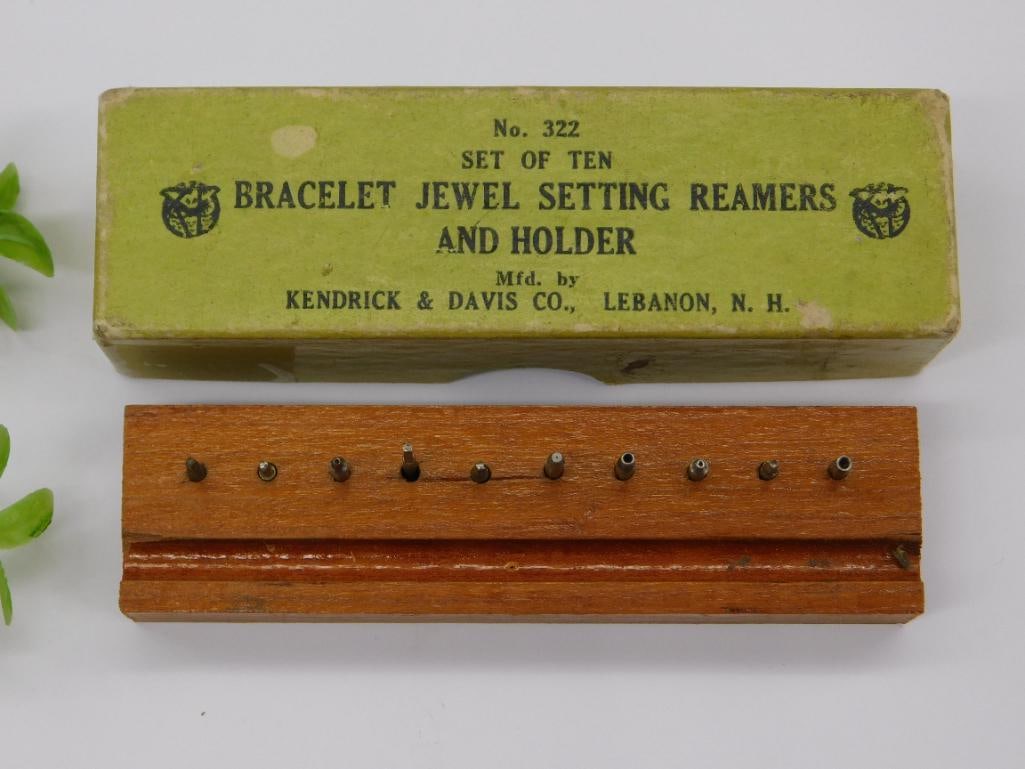 No. 322
SET OF TEN
BRACELET JEWEL SETTING REAMERS
AND HOLDER
Mfd. by
KENDRICK & DAVIS CO., LEBANON, N. H.